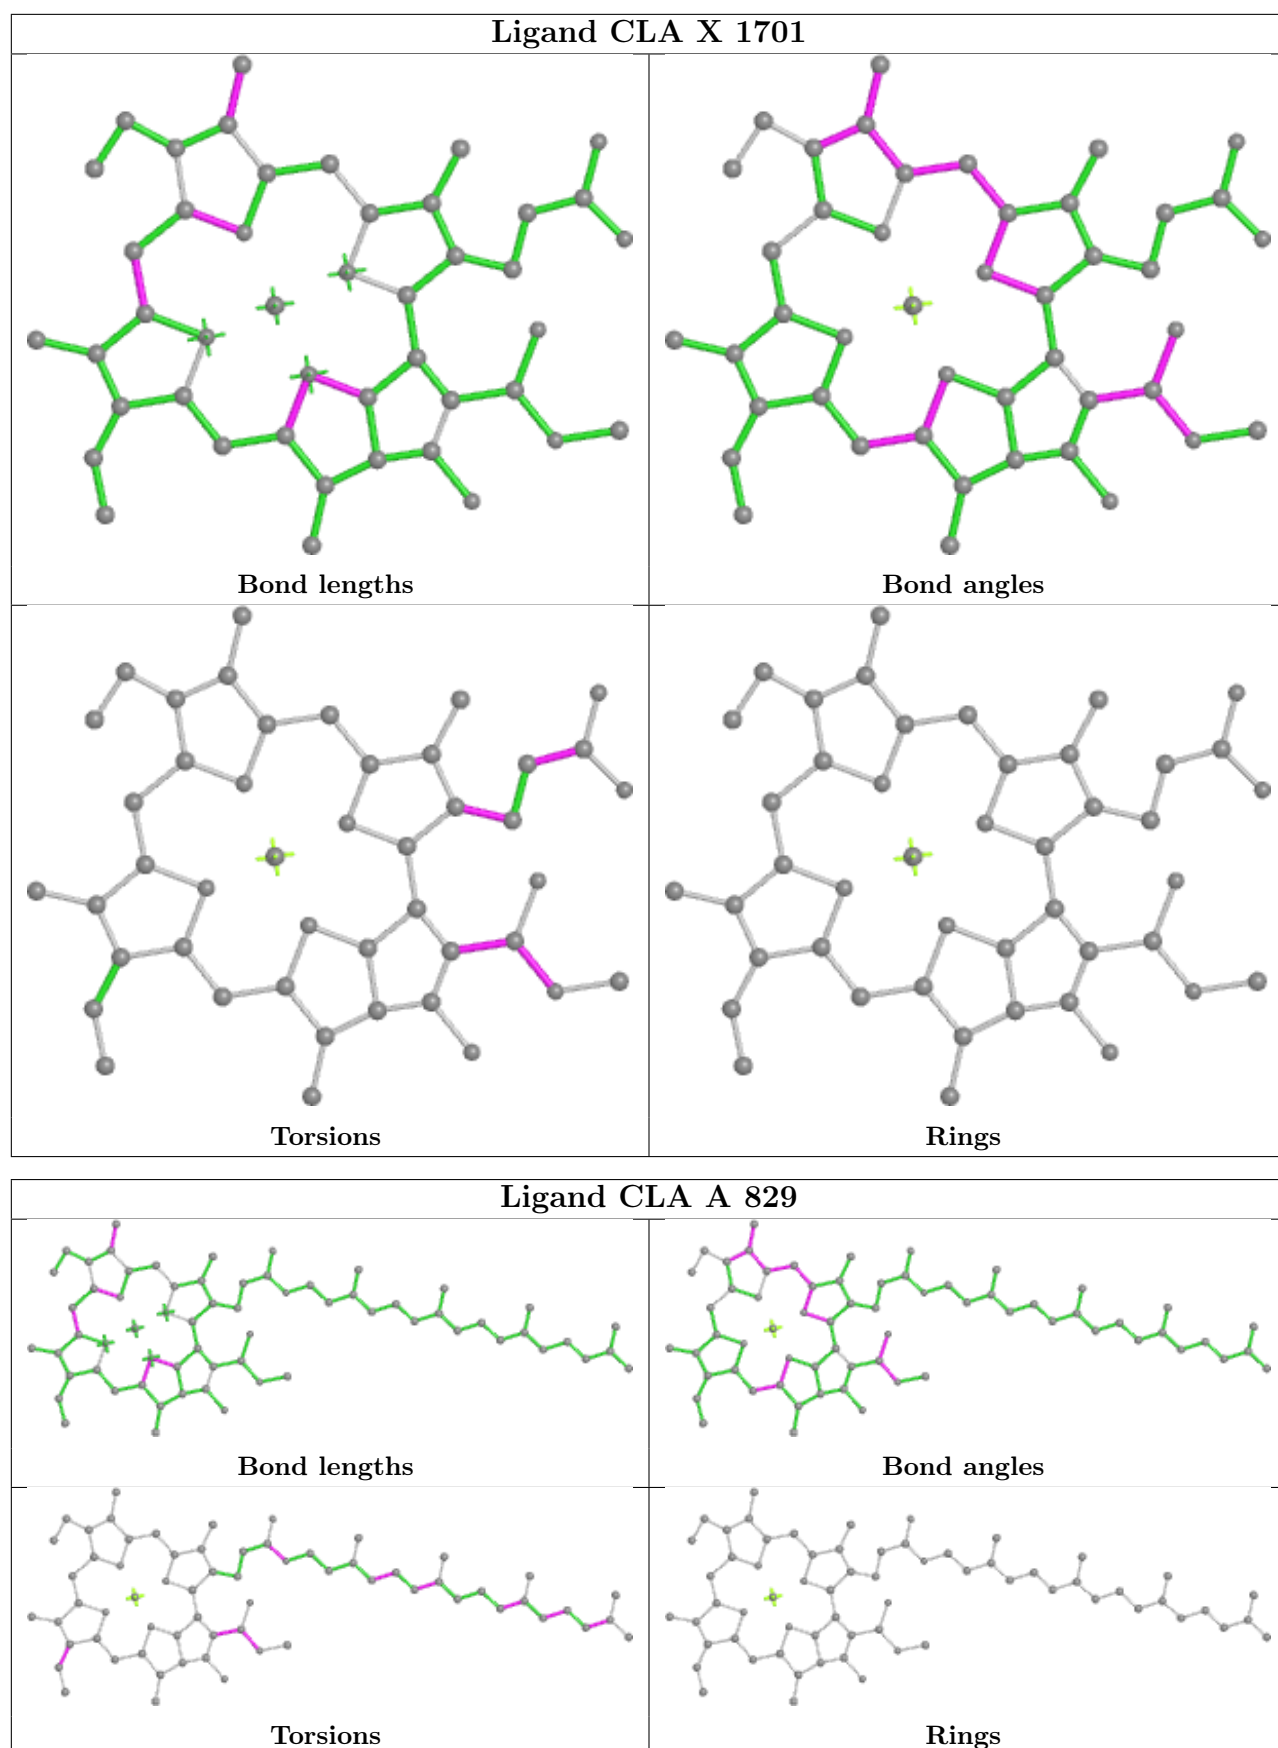 Ligand CLA X 1701
Bond lengths
Bond angles
Torsions
Rings
Ligand CLA A 829
Bond lengths
Bond angles
Torsions
Rings